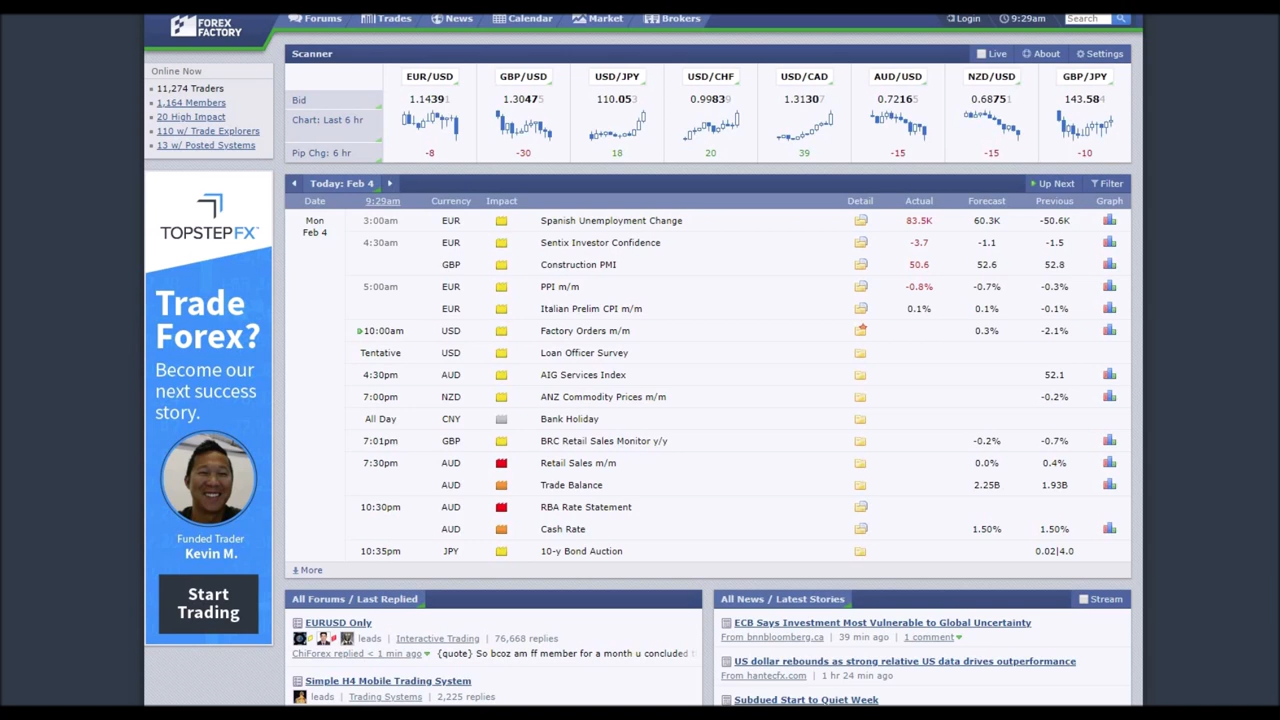 FOREX
FACTORY
Forums
Trades
News
Calendar
Market
Brokers
Login
9:29am
Search
Online Now
11,274 Traders
1,164 Members
20 High Impact
110 w/ Trade Explorers
13 w/ Posted Systems
Scanner
Live
About
Settings
EUR/USD GBP/USD USD/JPY USD/CHF USD/CAD AUD/USD NZD/USD GBP/JPY
Bid 1.14391 1.30475 110.053 0.99839 1.31307 0.72165 0.68751 143.584
Chart: Last 6 hr
Pip Chg: 6 hr -8 -30 18 20 39 -15 -15 -10
TOPSTEPFX™
Trade
Forex?
Become our
next success
story.
Funded Trader
Kevin M.
Start
Trading
Today: Feb 4
Up Next
Filter
Date 9:29am Currency Impact Detail Actual Forecast Previous Graph
Mon 3:00am EUR Spanish Unemployment Change 83.5K 60.3K -50.6K
Feb 4
4:30am EUR Sentix Investor Confidence -3.7 -1.1 -1.5
GBP Construction PMI 50.6 52.6 52.8
5:00am EUR PPI m/m -0.8% -0.7% -0.3%
EUR Italian Prelim CPI m/m 0.1% 0.1% -0.1%
10:00am USD Factory Orders m/m 0.3% -2.1%
Tentative USD Loan Officer Survey
4:30pm AUD AIG Services Index 52.1
7:00pm NZD ANZ Commodity Prices m/m -0.2%
All Day CNY Bank Holiday
7:01pm GBP BRC Retail Sales Monitor y/y -0.2% -0.7%
7:30pm AUD Retail Sales m/m 0.0% 0.4%
AUD Trade Balance 2.25B 1.93B
10:30pm AUD RBA Rate Statement
AUD Cash Rate 1.50% 1.50%
10:35pm JPY 10-y Bond Auction 0.02|4.0
More
All Forums / Last Replied
EURUSD Only
leads | Interactive Trading | 76,668 replies
ChiForex replied < 1 min ago {quote} So bcoz am ff member for a month u concluded
Simple H4 Mobile Trading System
leads | Trading Systems | 2,225 replies
All News / Latest Stories
Stream
ECB Says Investment Most Vulnerable to Global Uncertainty
From bnnbloomberg.ca | 39 min ago | 1 comment
US dollar rebounds as strong relative US data drives outperformance
From hantecfx.com | 1 hr 24 min ago
Subdued Start to Quiet Week